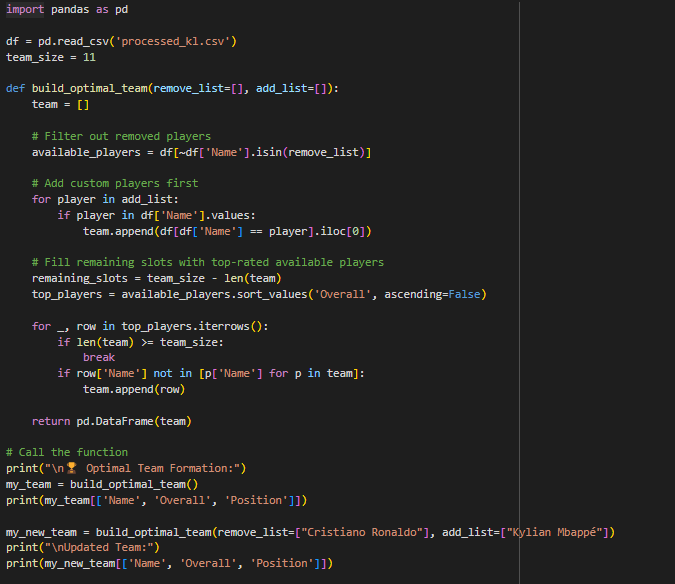 import pandas as pd

df = pd.read_csv('processed_kl.csv')
team_size = 11

def build_optimal_team(remove_list=[], add_list=[]):
    team = []

    # Filter out removed players
    available_players = df[~df['Name'].isin(remove_list)]

    # Add custom players first
    for player in add_list:
        if player in df['Name'].values:
            team.append(df[df['Name'] == player].iloc[0])

    # Fill remaining slots with top-rated available players
    remaining_slots = team_size - len(team)
    top_players = available_players.sort_values('Overall', ascending=False)

    for _, row in top_players.iterrows():
        if len(team) >= team_size:
            break
        if row['Name'] not in [p['Name'] for p in team]:
            team.append(row)

    return pd.DataFrame(team)

# Call the function
print("\n🏆 Optimal Team Formation:")
my_team = build_optimal_team()
print(my_team[['Name', 'Overall', 'Position']])

my_new_team = build_optimal_team(remove_list=["Cristiano Ronaldo"], add_list=["Kylian Mbappé"])
print("\nUpdated Team:")
print(my_new_team[['Name', 'Overall', 'Position']])